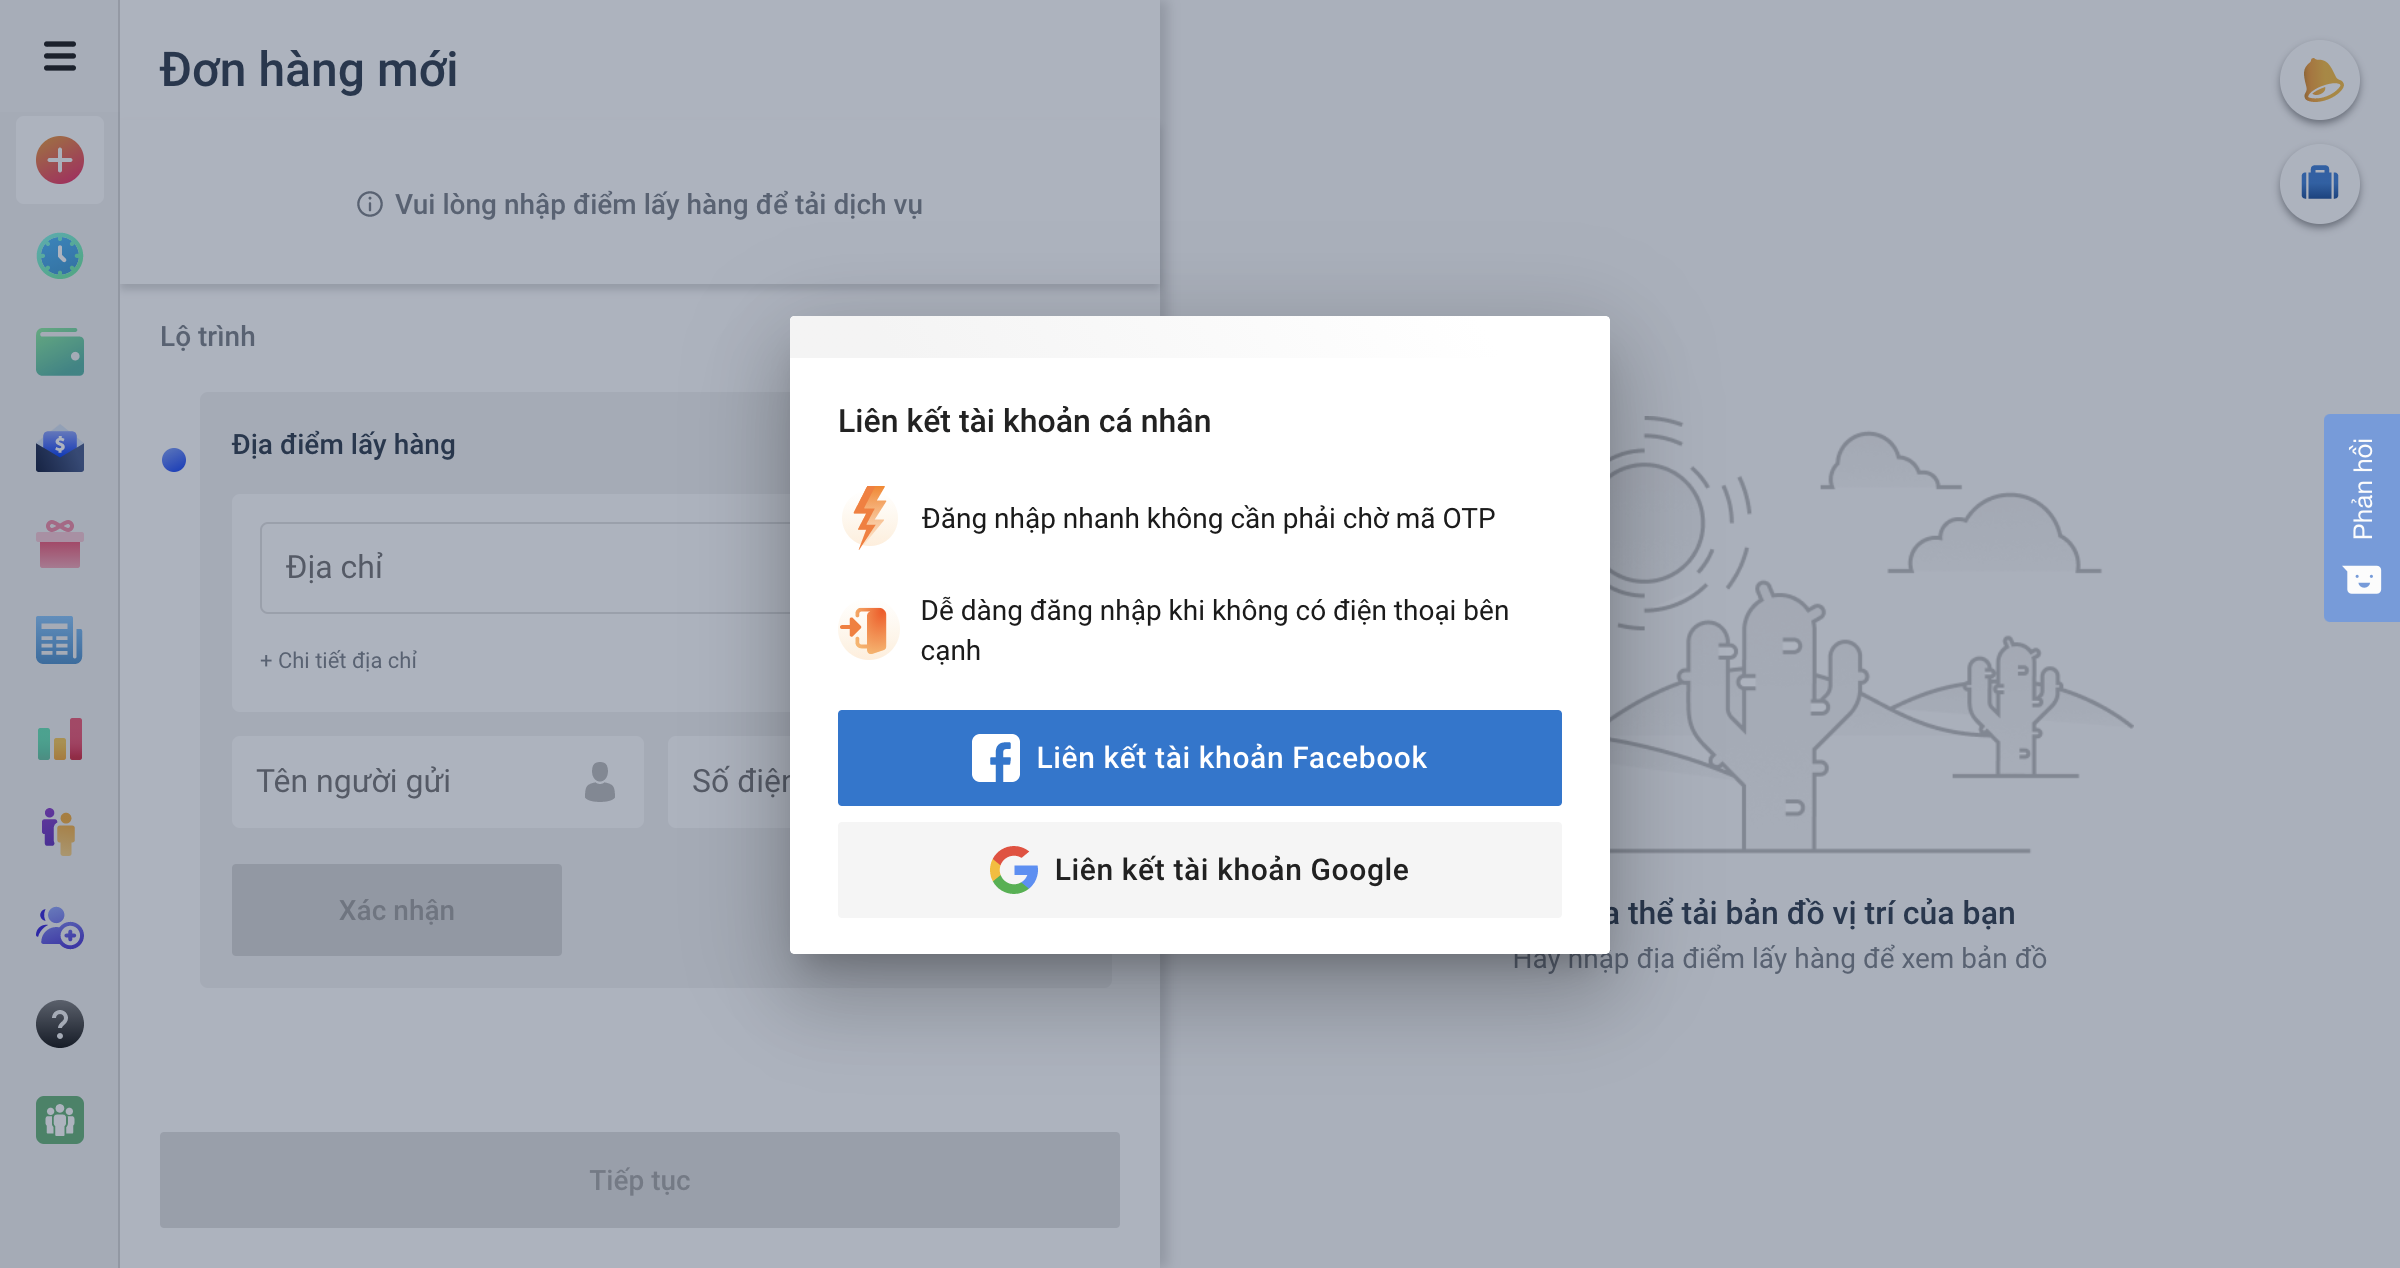 Đơn hàng mới
Vui lòng nhập điểm lấy hàng để tải dịch vụ
Lộ trình
Địa điểm lấy hàng
Địa chỉ
+ Chi tiết địa chỉ
Tên người gửi
Số
Xác nhận
Tiếp tục
Liên kết tài khoản cá nhân
Đăng nhập nhanh không cần phải chờ mã OTP
Dễ dàng đăng nhập khi không có điện thoại bên
cạnh
Liên kết tài khoản Facebook
Liên kết tài khoản Google
thể tải bản đồ vị trí của bạn
Hãy nhập địa điểm lấy hàng để xem bản đồ
Phản hồi